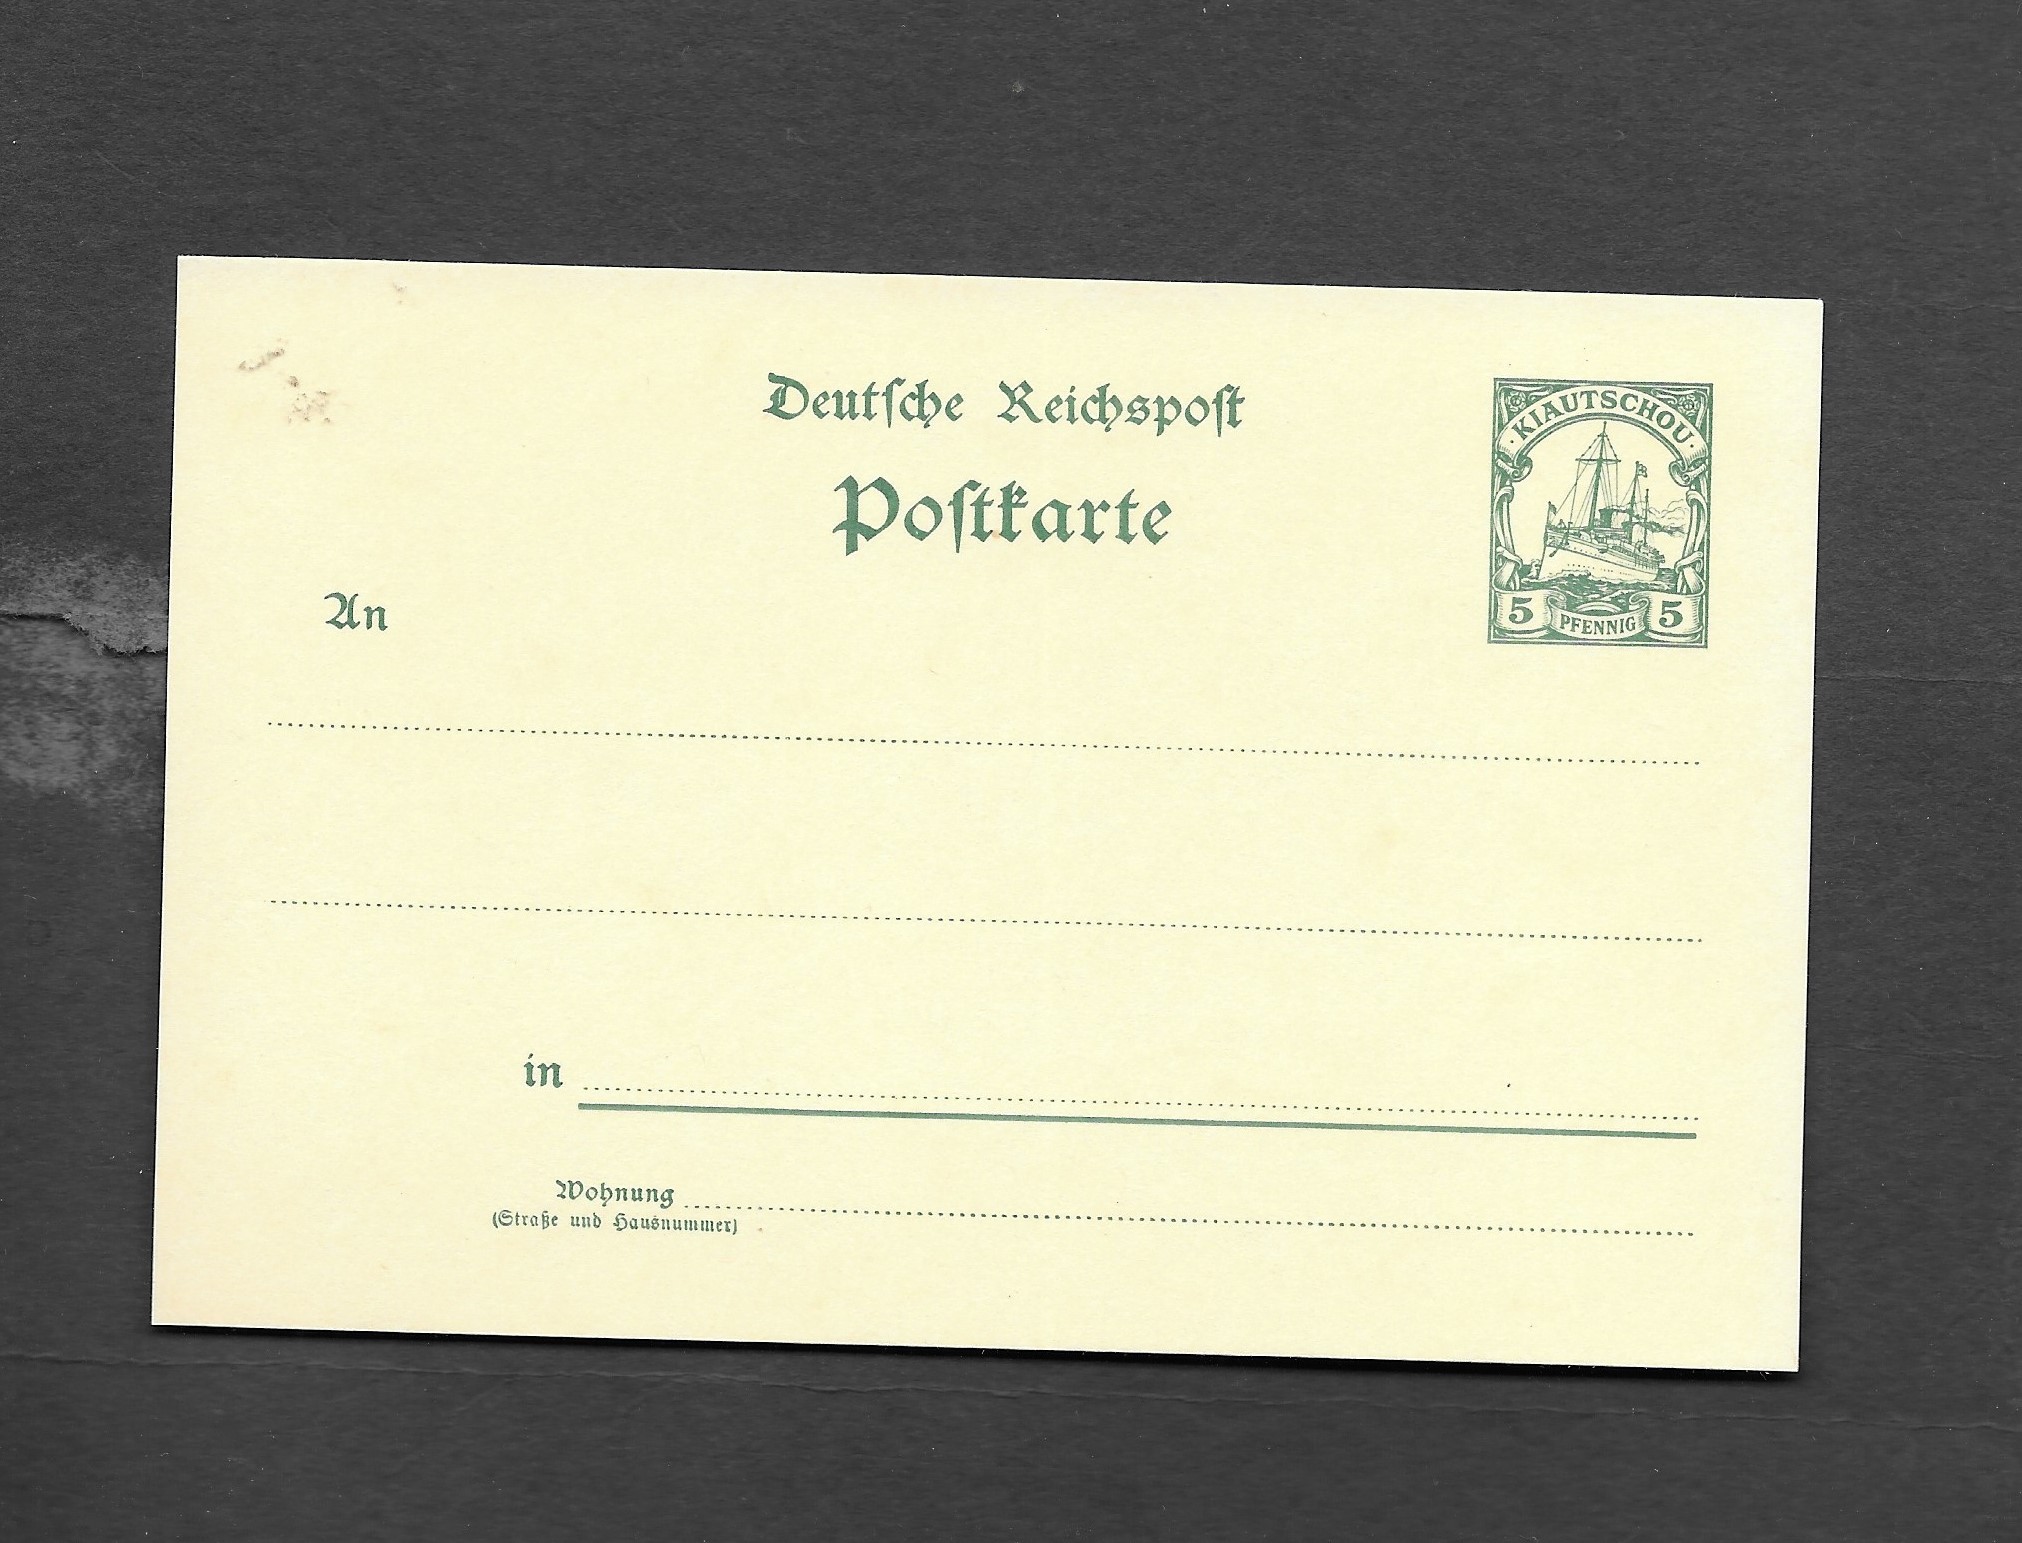 Deutſche Reichspoſt
Poſtkarte
KIAUTSCHOU
5 PFENNIG 5
An
in
Wohnung
(Straße und Hausnummer)